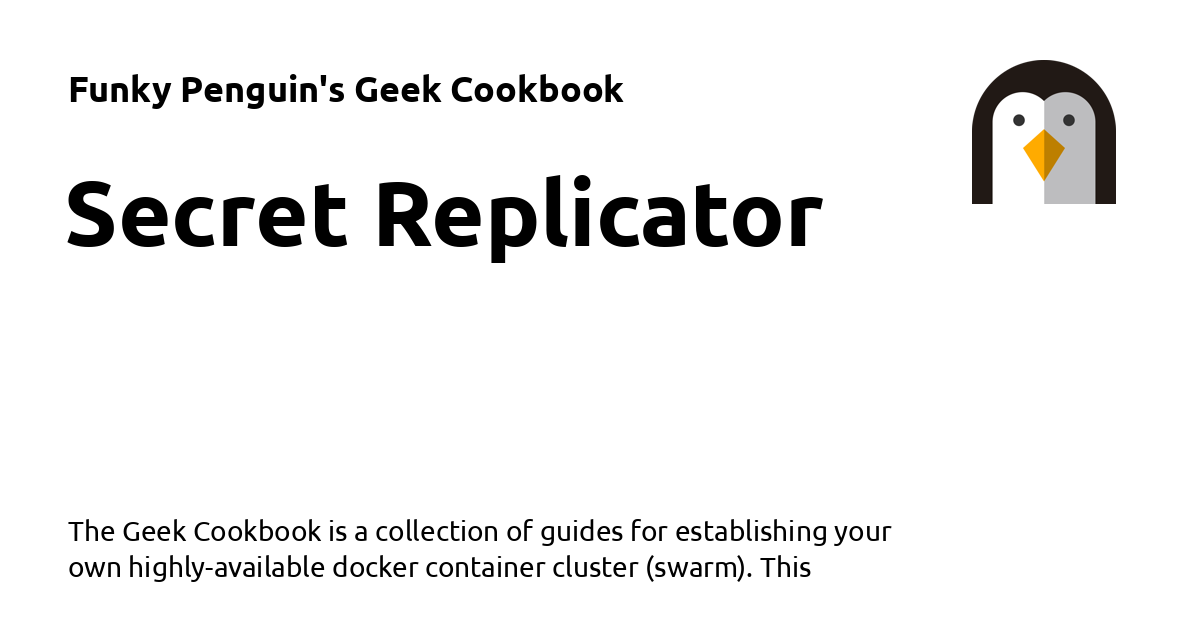 Funky Penguin's Geek Cookbook
Secret Replicator
The Geek Cookbook is a collection of guides for establishing your
own highly-available docker container cluster (swarm). This